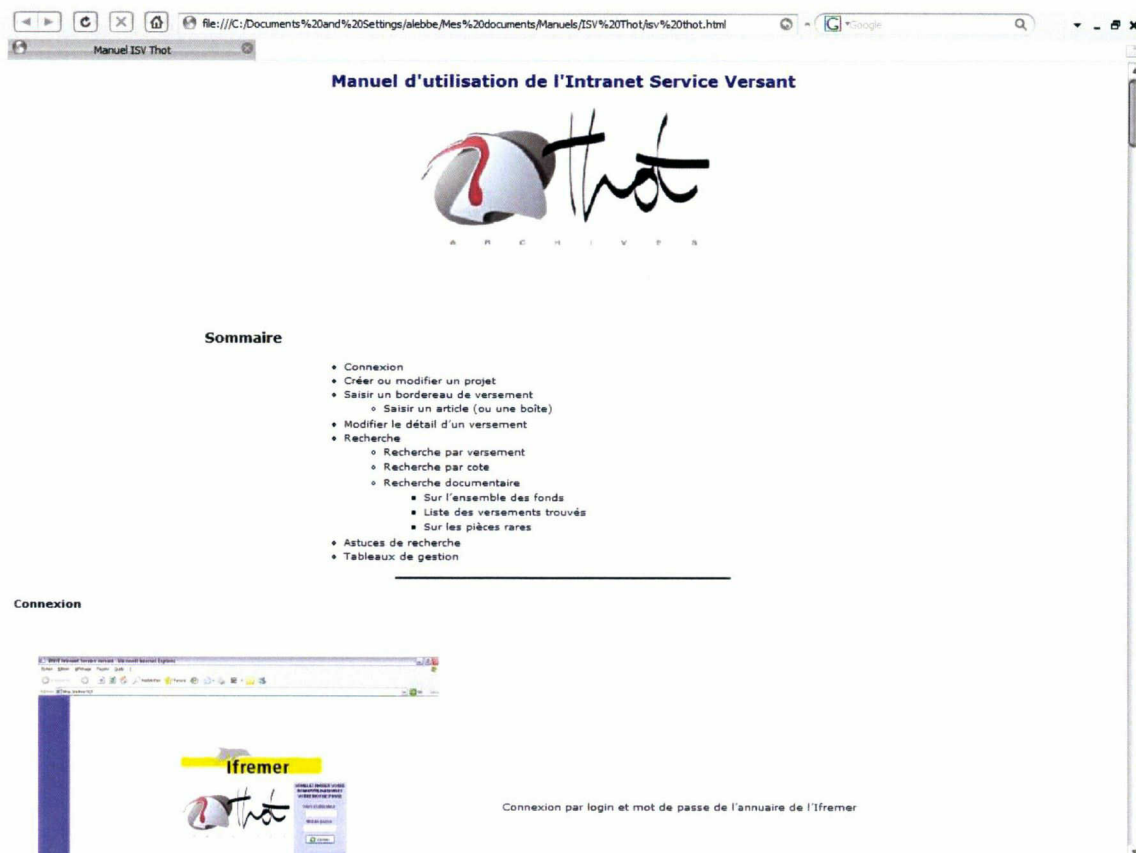 file:///C:/Documents%20and%20Settings/alebbe/Mes%20documents/Manuels/ISV%20Thot/isv%20thot.html
Google
Manuel ISV Thot
Manuel d'utilisation de l'Intranet Service Versant
Thot
ARCHIVES
Sommaire
Connexion
Créer ou modifier un projet
Saisir un bordereau de versement
Saisir un article (ou une boîte)
Modifier le détail d'un versement
Recherche
Recherche par versement
Recherche par cote
Recherche documentaire
Sur l'ensemble des fonds
Liste des versements trouvés
Sur les pièces rares
Astuces de recherche
Tableaux de gestion
Connexion
Ifremer
Thot
Connexion par login et mot de passe de l'annuaire de l'Ifremer